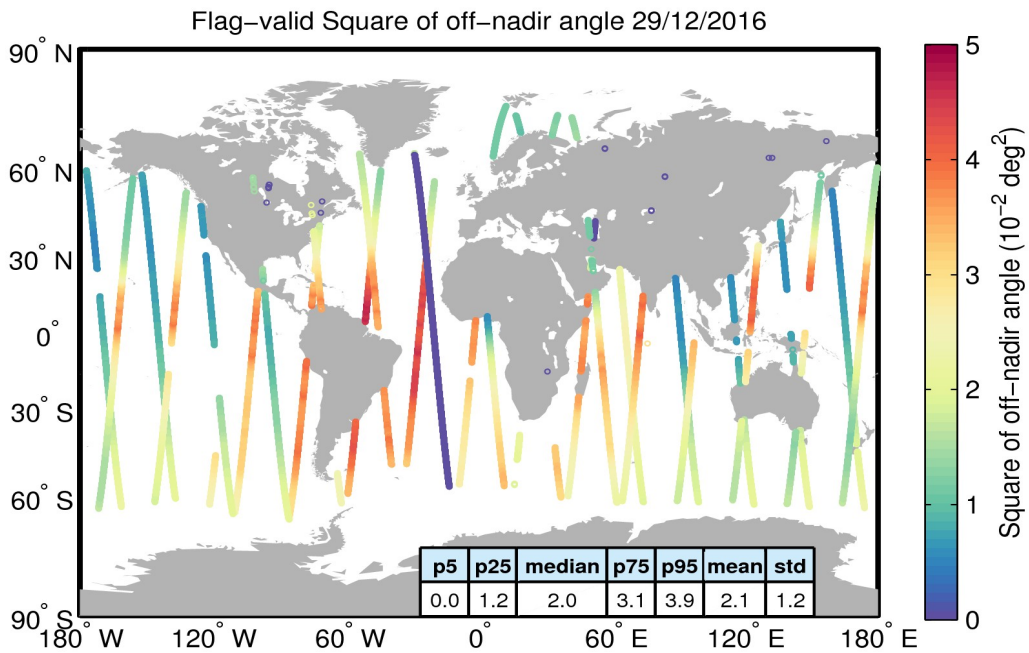 Flag−valid Square of off−nadir angle 29/12/2016
90° N
60° N
30° N
0°
30° S
60° S
90° S
180° W
120° W
60° W
0°
60° E
120° E
180° E
p5 p25 median p75 p95 mean std
0.0 1.2 2.0 3.1 3.9 2.1 1.2
5
4
3
2
1
0
Square of off−nadir angle (10⁻² deg²)